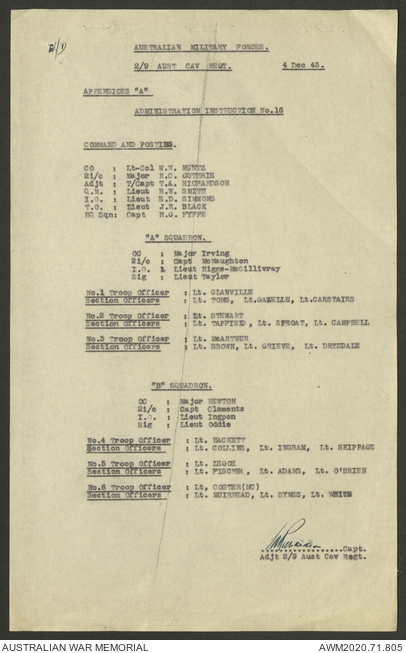 AUSTRALIAN MILITARY FORCES.
2/9 AUST CAV REGT. 4 Dec 43.
APPENDICES "A"
ADMINISTRATION INSTRUCTION No.16
COMMAND AND POSTINGS.
CO : Lt-Col W.N. MUNTZ
2i/c : Major R.C. GUTHRIE
Adjt : T/Capt T.A. RICHARDSON
Q.M. : Lieut R.W. SMITH
I.O. : Lieut E.D. SIMMONS
T.O. : Lieut J.R. BLACK
HQ Sqn: Capt H.O. FYFFE
"A" SQUADRON.
OC : Major Irving
2i/c : Capt McNaughton
I.O. : Lieut Higgs-McGillivray
Sig : Lieut Taylor
No.1 Troop Officer : Lt. GLANVILLE
Section Officers : Lt. TOMS, Lt. Lt.CARSTAIRS
No.2 Troop Officer : Lt. STEWART
Section Officers : Lt. Lt. SPROAT, Lt. CAMPBELL
No.3 Troop Officer : Lt. McARTHUR
Section Officers : Lt. BROWN, Lt. GRIEVE, Lt. DRYSDALE
"B" SQUADRON.
OC : Major NEWTON
2i/c : Capt Clements
I.O. : Lieut Ingpen
Sig : Lieut Oddie
No.4 Troop Officer : Lt. HACKETT
Section Officers : Lt. COLLINS, Lt. INGRAM, Lt. SKIPPAGE
No.5 Troop Officer : Lt. LEGGE
Section Officers : Lt. FISCHER, Lt. ADAMS, Lt. O'BRIEN
No.6 Troop Officer : Lt, COSTER(MC)
Section Officers : Lt. MUIRHEAD, Lt. SYMES, Lt. WHITE
....................Capt.
Adjt 2/9 Aust Cav Regt.
AUSTRALIAN WAR MEMORIAL AWM2020.71.805